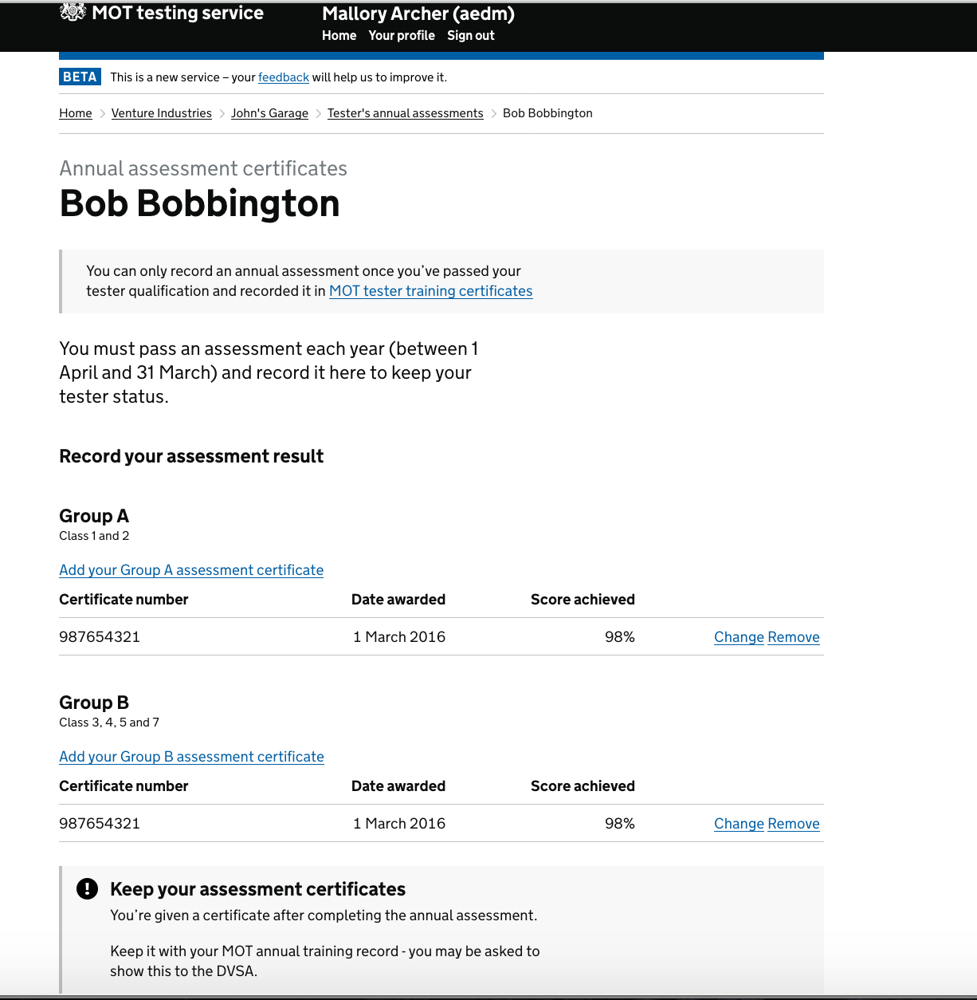 MOT testing service
Mallory Archer (aedm)
Home Your profile Sign out
BETA This is a new service – your feedback will help us to improve it.
Home > Venture Industries > John's Garage > Tester's annual assessments > Bob Bobbington
Annual assessment certificates
Bob Bobbington
You can only record an annual assessment once you’ve passed your
tester qualification and recorded it in MOT tester training certificates
You must pass an assessment each year (between 1
April and 31 March) and record it here to keep your
tester status.
Record your assessment result
Group A
Class 1 and 2
Add your Group A assessment certificate
Certificate number Date awarded Score achieved
987654321 1 March 2016 98% Change Remove
Group B
Class 3, 4, 5 and 7
Add your Group B assessment certificate
Certificate number Date awarded Score achieved
987654321 1 March 2016 98% Change Remove
Keep your assessment certificates
You’re given a certificate after completing the annual assessment.
Keep it with your MOT annual training record - you may be asked to
show this to the DVSA.